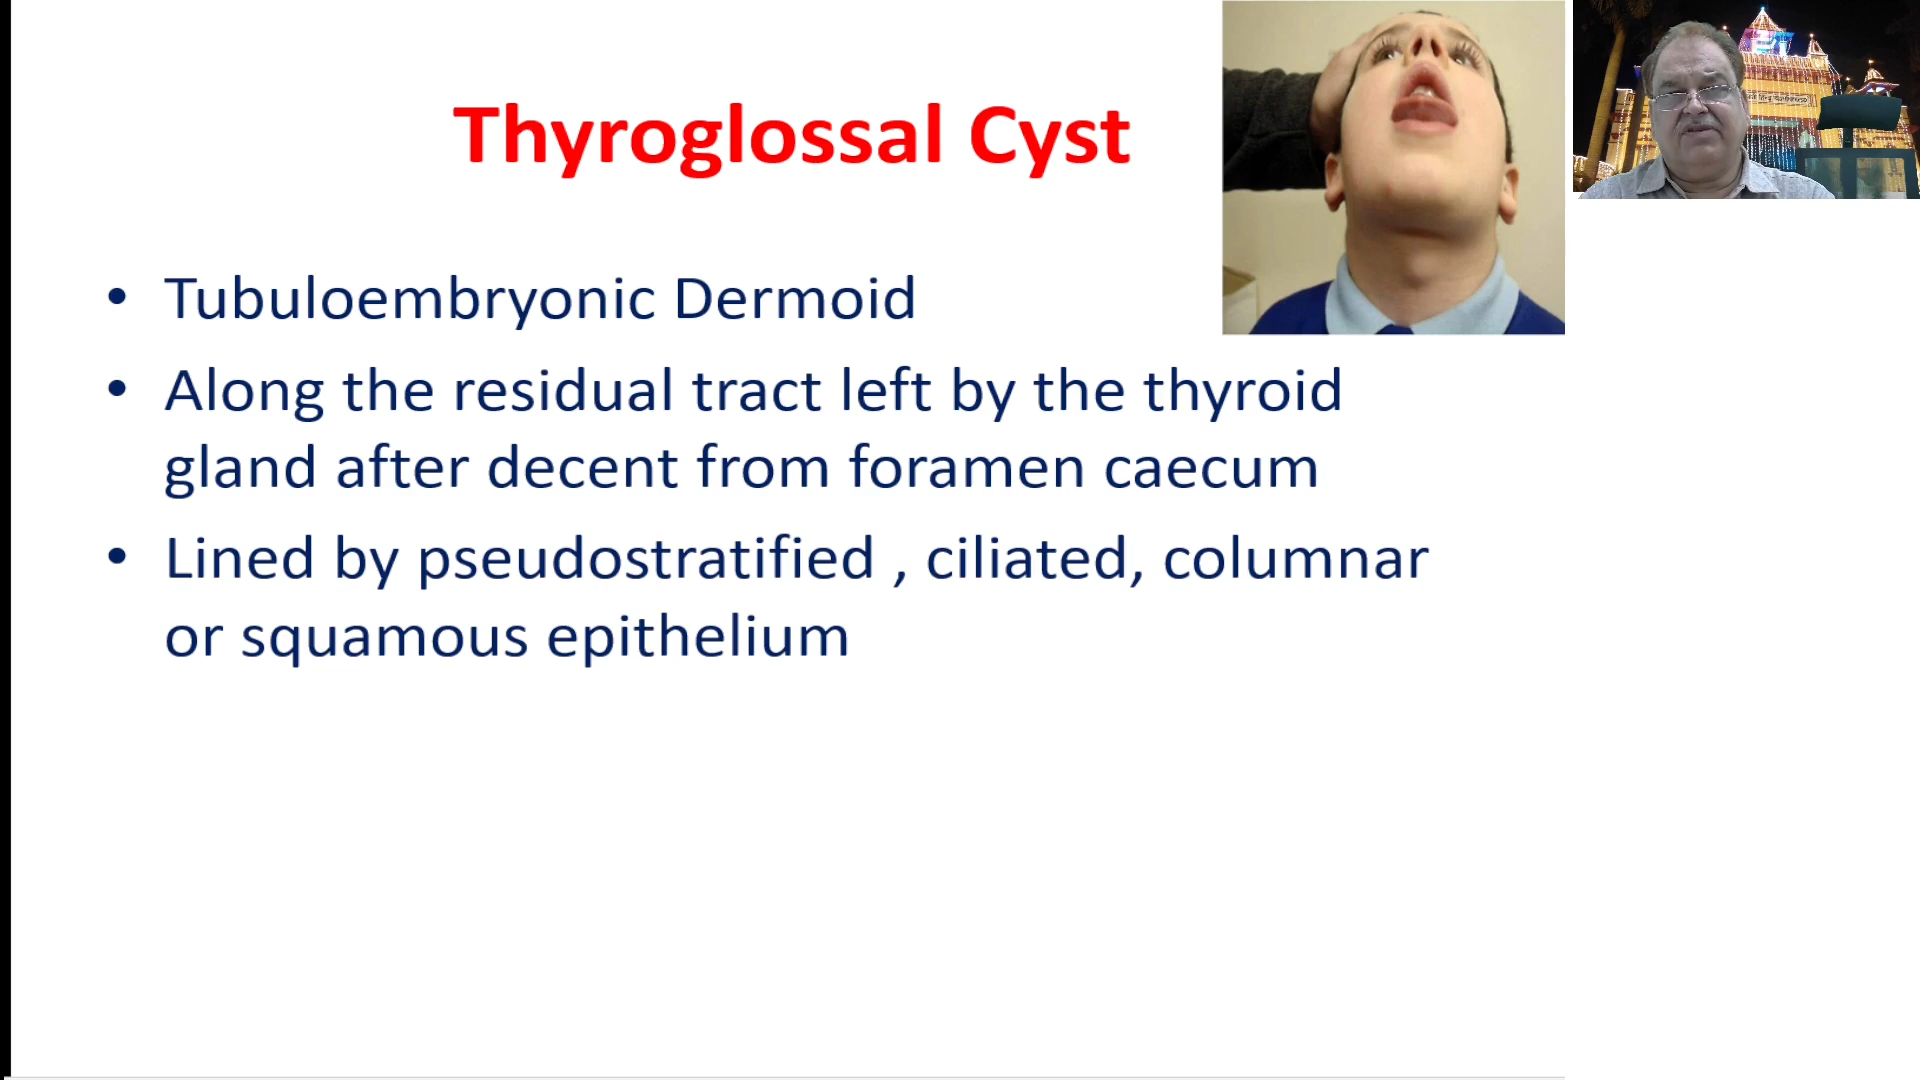 Thyroglossal Cyst
• Tubuloembryonic Dermoid
• Along the residual tract left by the thyroid
gland after decent from foramen caecum
• Lined by pseudostratified , ciliated, columnar
or squamous epithelium